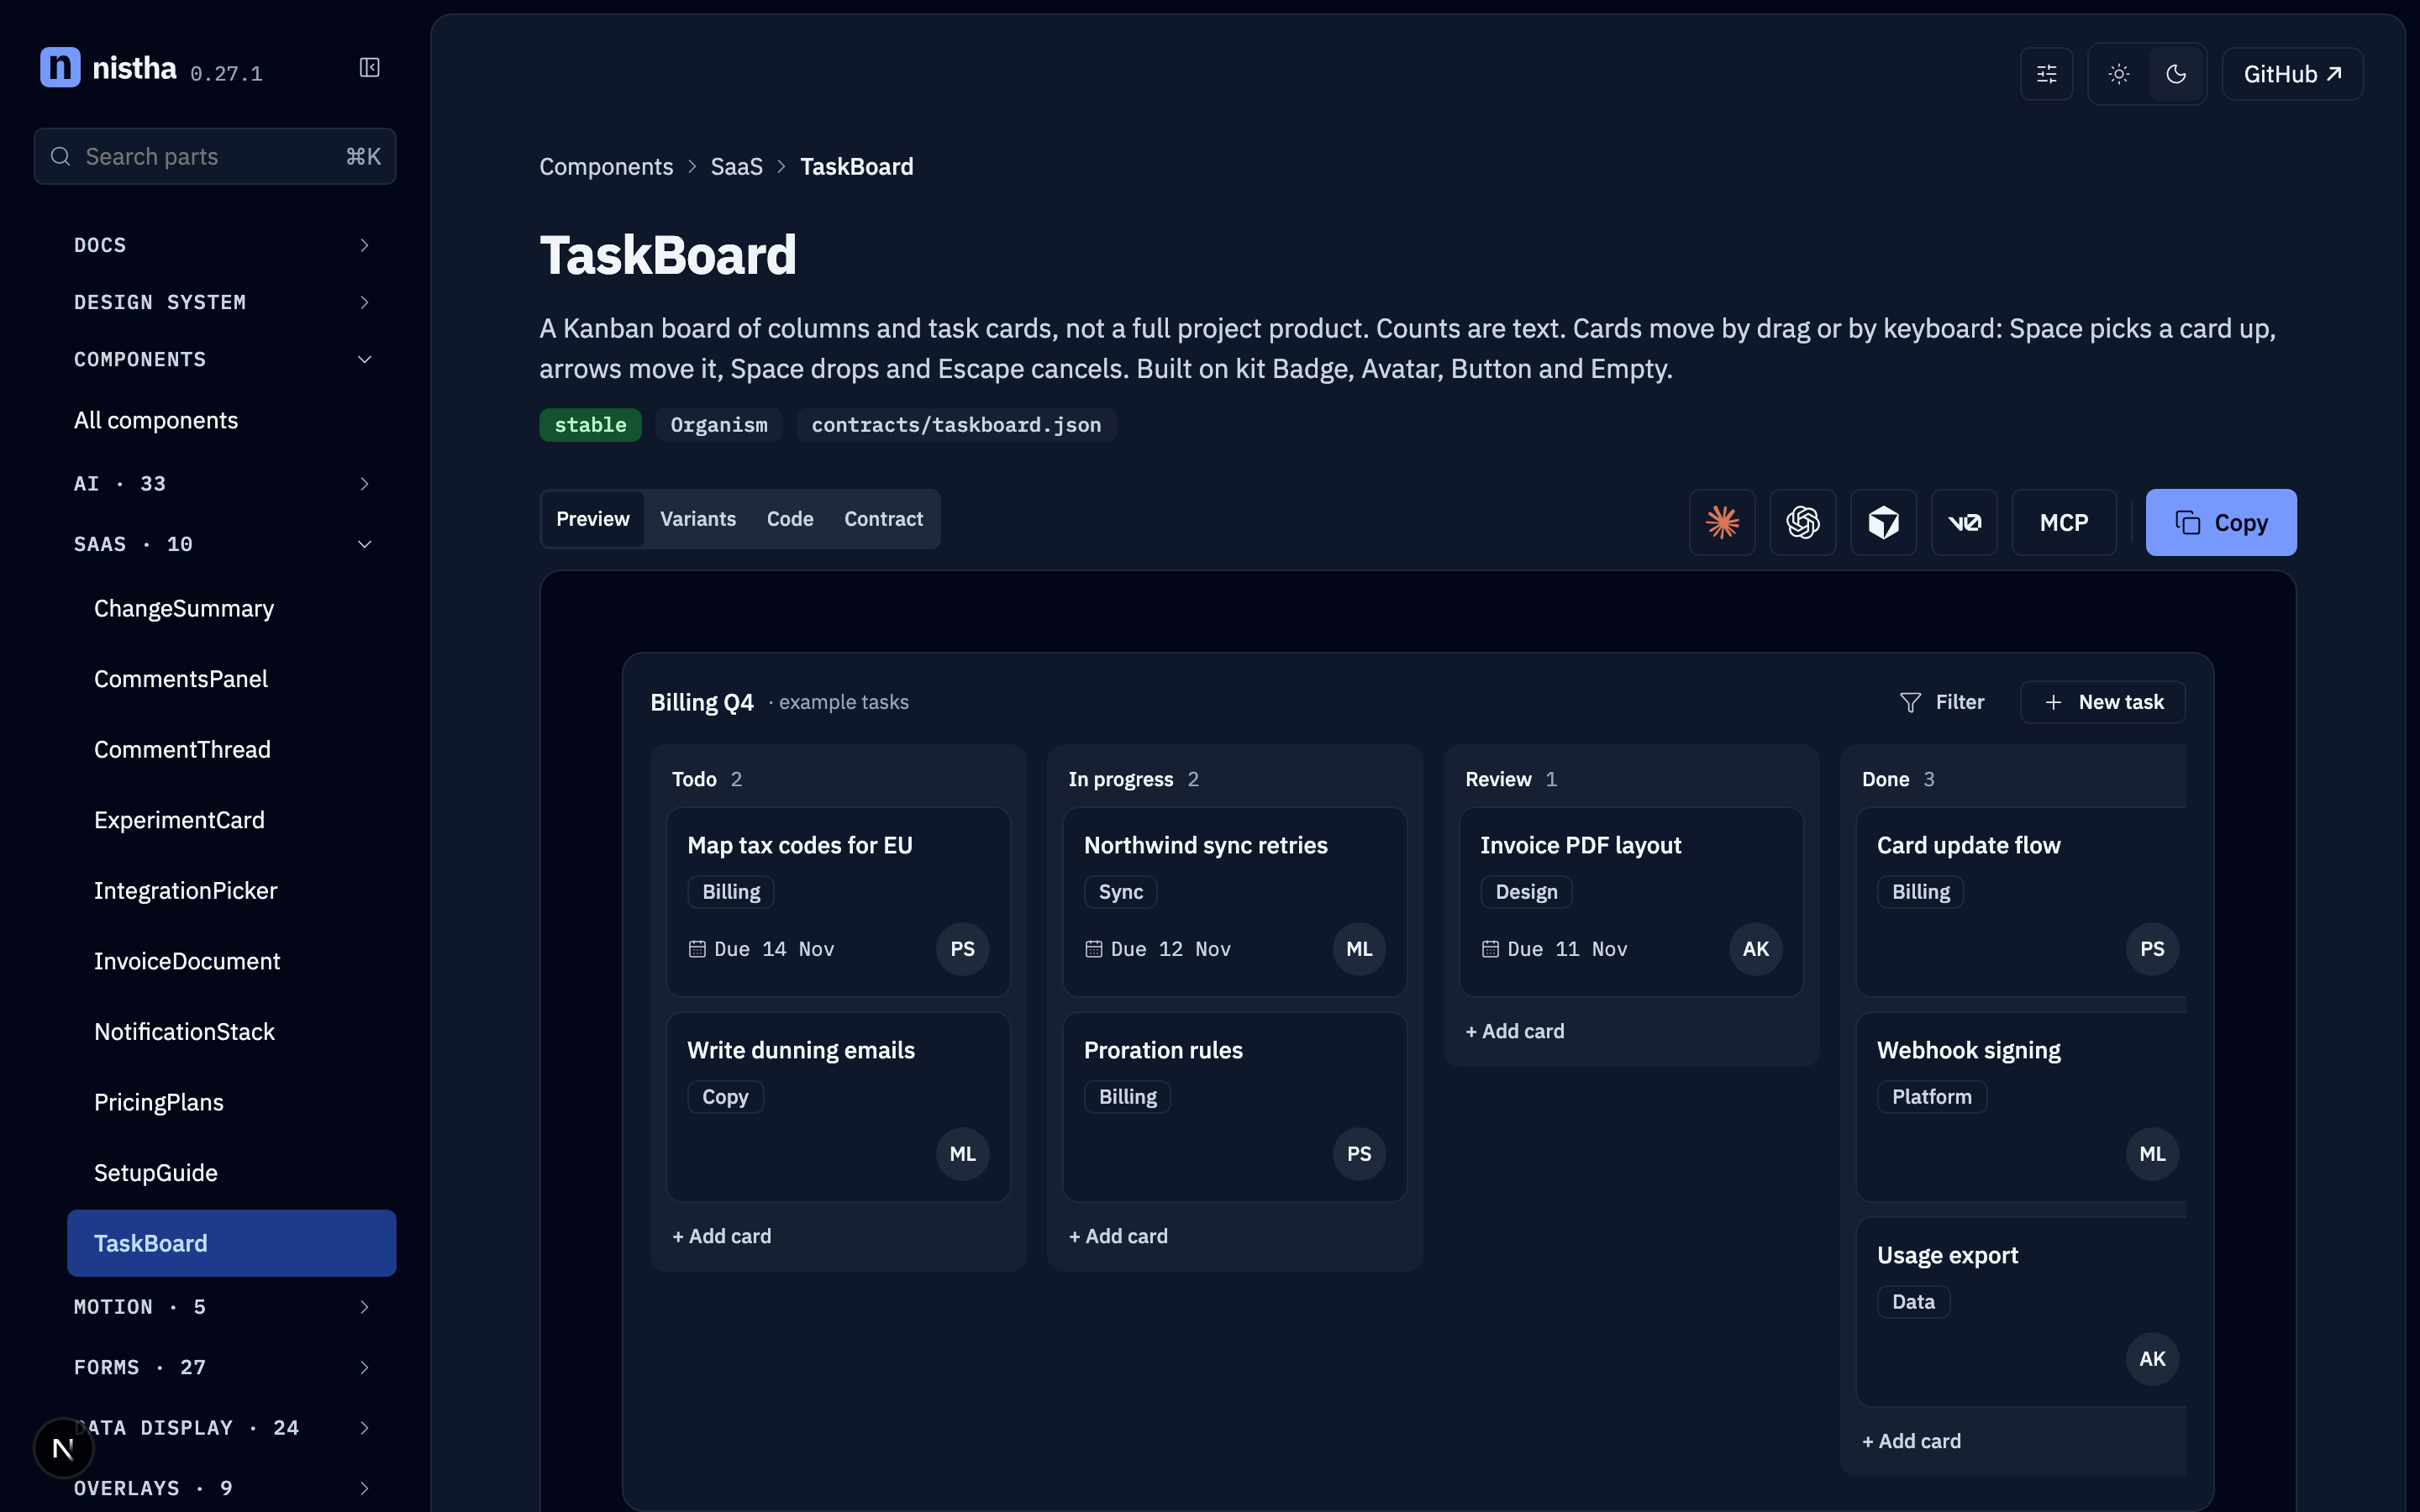 nistha 0.27.1
Search parts ⌘K
DOCS
DESIGN SYSTEM
COMPONENTS
All components
AI · 33
SAAS · 10
ChangeSummary
CommentsPanel
CommentThread
ExperimentCard
IntegrationPicker
InvoiceDocument
NotificationStack
PricingPlans
SetupGuide
TaskBoard
MOTION · 5
FORMS · 27
DATA DISPLAY · 24
OVERLAYS · 9
GitHub
Components > SaaS > TaskBoard
TaskBoard
A Kanban board of columns and task cards, not a full project product. Counts are text. Cards move by drag or by keyboard: Space picks a card up,
arrows move it, Space drops and Escape cancels. Built on kit Badge, Avatar, Button and Empty.
stable Organism contracts/taskboard.json
Preview Variants Code Contract
v0 MCP Copy
Billing Q4 · example tasks
Filter + New task
Todo 2
Map tax codes for EU
Billing
Due 14 Nov PS
Write dunning emails
Copy
ML
+ Add card
In progress 2
Northwind sync retries
Sync
Due 12 Nov ML
Proration rules
Billing
PS
+ Add card
Review 1
Invoice PDF layout
Design
Due 11 Nov AK
+ Add card
Done 3
Card update flow
Billing
PS
Webhook signing
Platform
ML
Usage export
Data
AK
+ Add card